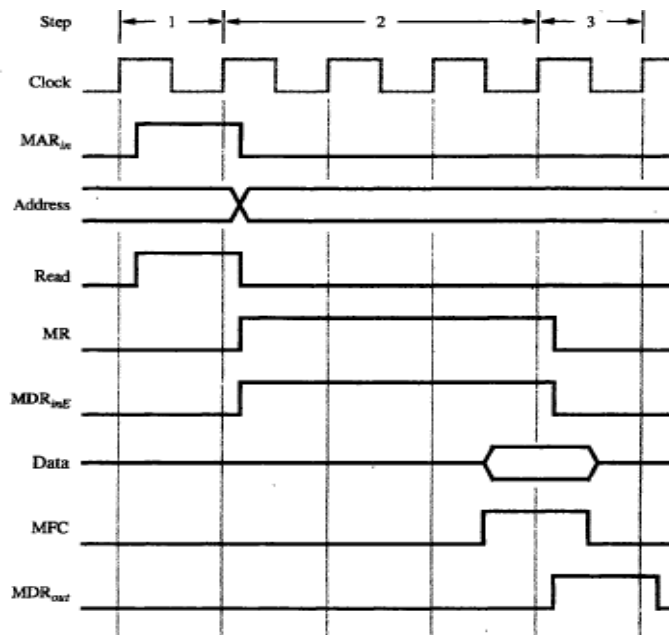 Step 1 2 3
Clock
MARin
Address
Read
MR
MDRinE
Data
MFC
MDRout